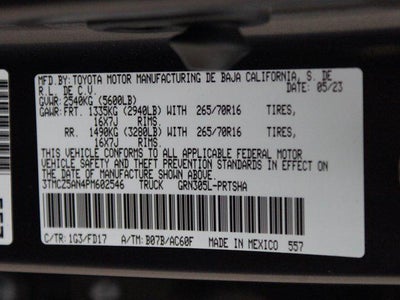 MFD.BY:TOYOTA MOTOR MANUFACTURING DE BAJA CALIFORNIA, S. DE
R.L. DE C.V. DATE: 05/23
GVWR: 2540KG (5600LB)
GAWR: FRT. 1335KG (2940LB) WITH 265/70R16 TIRES,
16X7J RIMS.
RR. 1490KG (3280LB) WITH 265/70R16 TIRES,
16X7J RIMS.
THIS VEHICLE CONFORMS TO ALL APPLICABLE FEDERAL MOTOR
VEHICLE SAFETY AND THEFT PREVENTION STANDARDS IN EFFECT ON
THE DATE OF MANUFACTURE SHOWN ABOVE.
3TMCZ5AN4PM602546 TRUCK GRN305L-PRTSHA
C/TR: 1G3/FD17 A/TM: B07B/AC60F MADE IN MEXICO 557